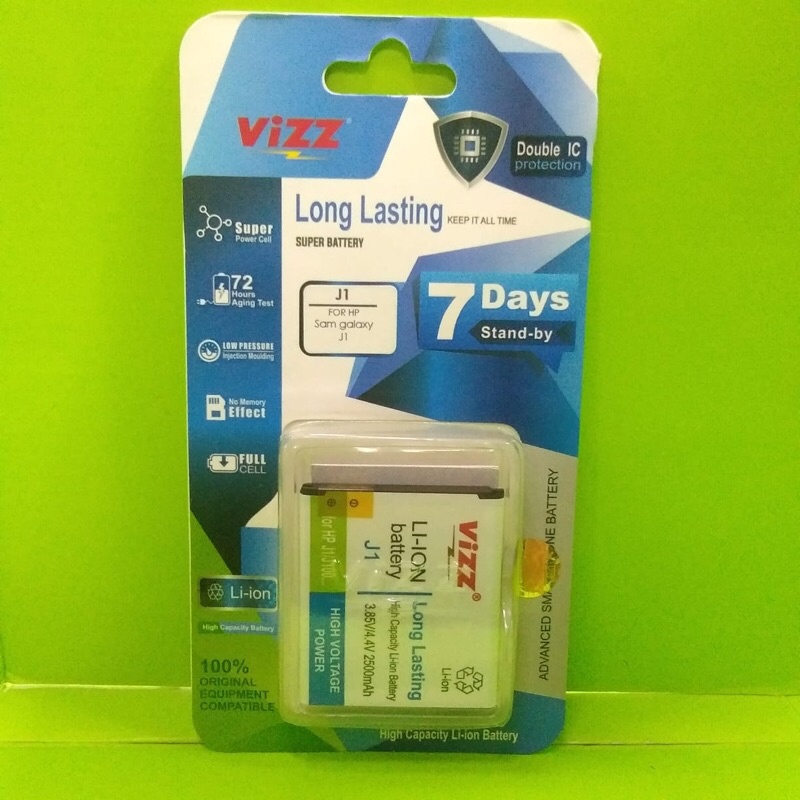 ViZZ®
Double IC
protection
Long Lasting KEEP IT ALL TIME
SUPER BATTERY
Super
Power Cell
72
Hours
Aging Test
LOW PRESSURE
Injection Moulding
No Memory
Effect
FULL
CELL
J1
FOR HP
Sam galaxy
J1
7 Days
Stand-by
ViZZ®
LI-ION
battery
J1
for HP J1
Long Lasting
High Capacity Li-ion Battery
3.85V/4.4V 2500mAh
HIGH VOLTAGE
POWER
Li-ion
ADVANCED
BATTERY
Li-ion
High Capacity Battery
100%
ORIGINAL
EQUIPMENT
COMPATIBLE
High Capacity Li-ion Battery